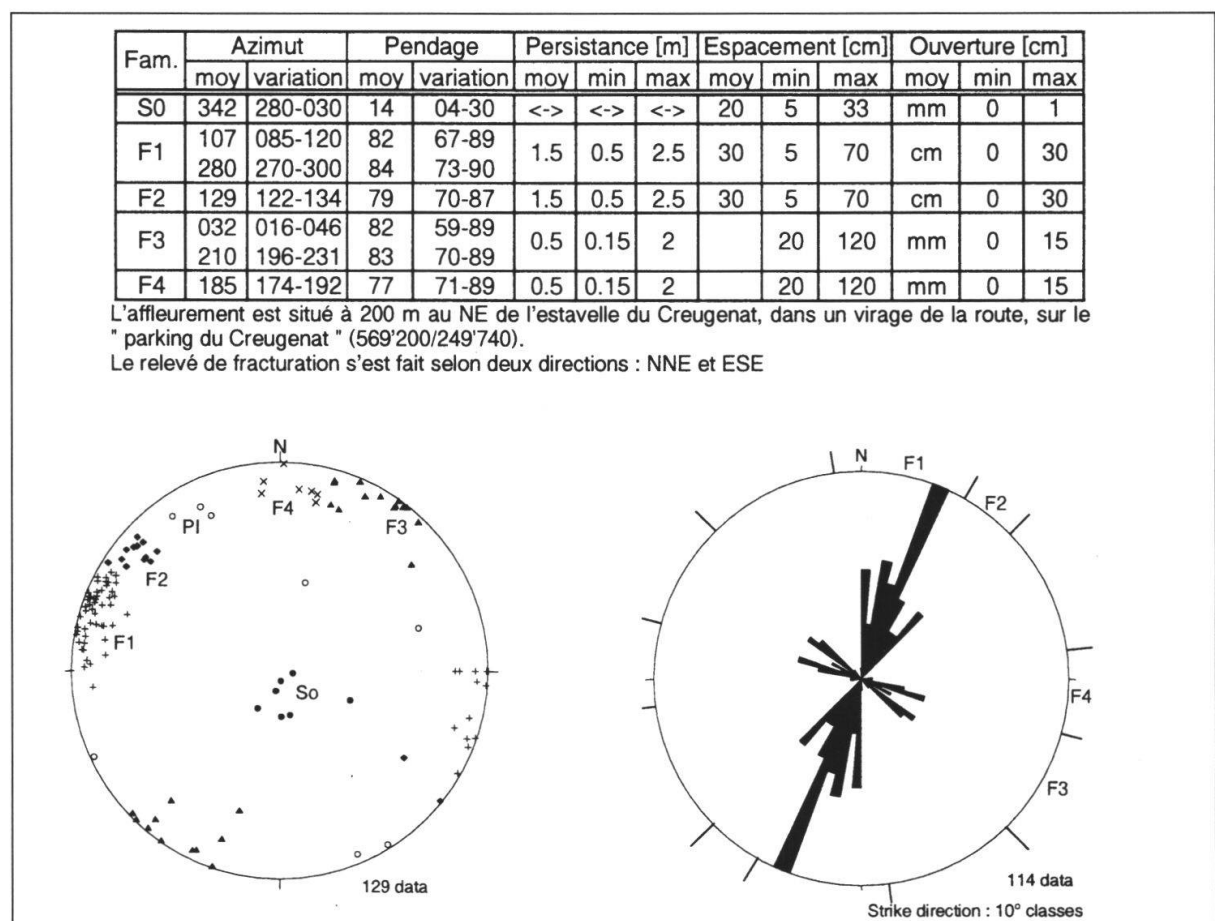 Fam. Azimut Pendage Persistance [m] Espacement [cm] Ouverture [cm]
moy variation moy variation moy min max moy min max moy min max
S0 342 280-030 14 04-30 <-> <-> <-> 20 5 33 mm 0 1
F1 107 085-120 82 67-89 1.5 0.5 2.5 30 5 70 cm 0 30
280 270-300 84 73-90
F2 129 122-134 79 70-87 1.5 0.5 2.5 30 5 70 cm 0 30
F3 032 016-046 82 59-89 0.5 0.15 2 20 120 mm 0 15
210 196-231 83 70-89
F4 185 174-192 77 71-89 0.5 0.15 2 20 120 mm 0 15
L'affleurement est situé à 200 m au NE de l'estavelle du Creugenat, dans un virage de la route, sur le
" parking du Creugenat " (569'200/249'740).
Le relevé de fracturation s'est fait selon deux directions : NNE et ESE
N
F4
F3
PI
F2
F1
So
129 data
N
F1
F2
F4
F3
114 data
Strike direction : 10° classes